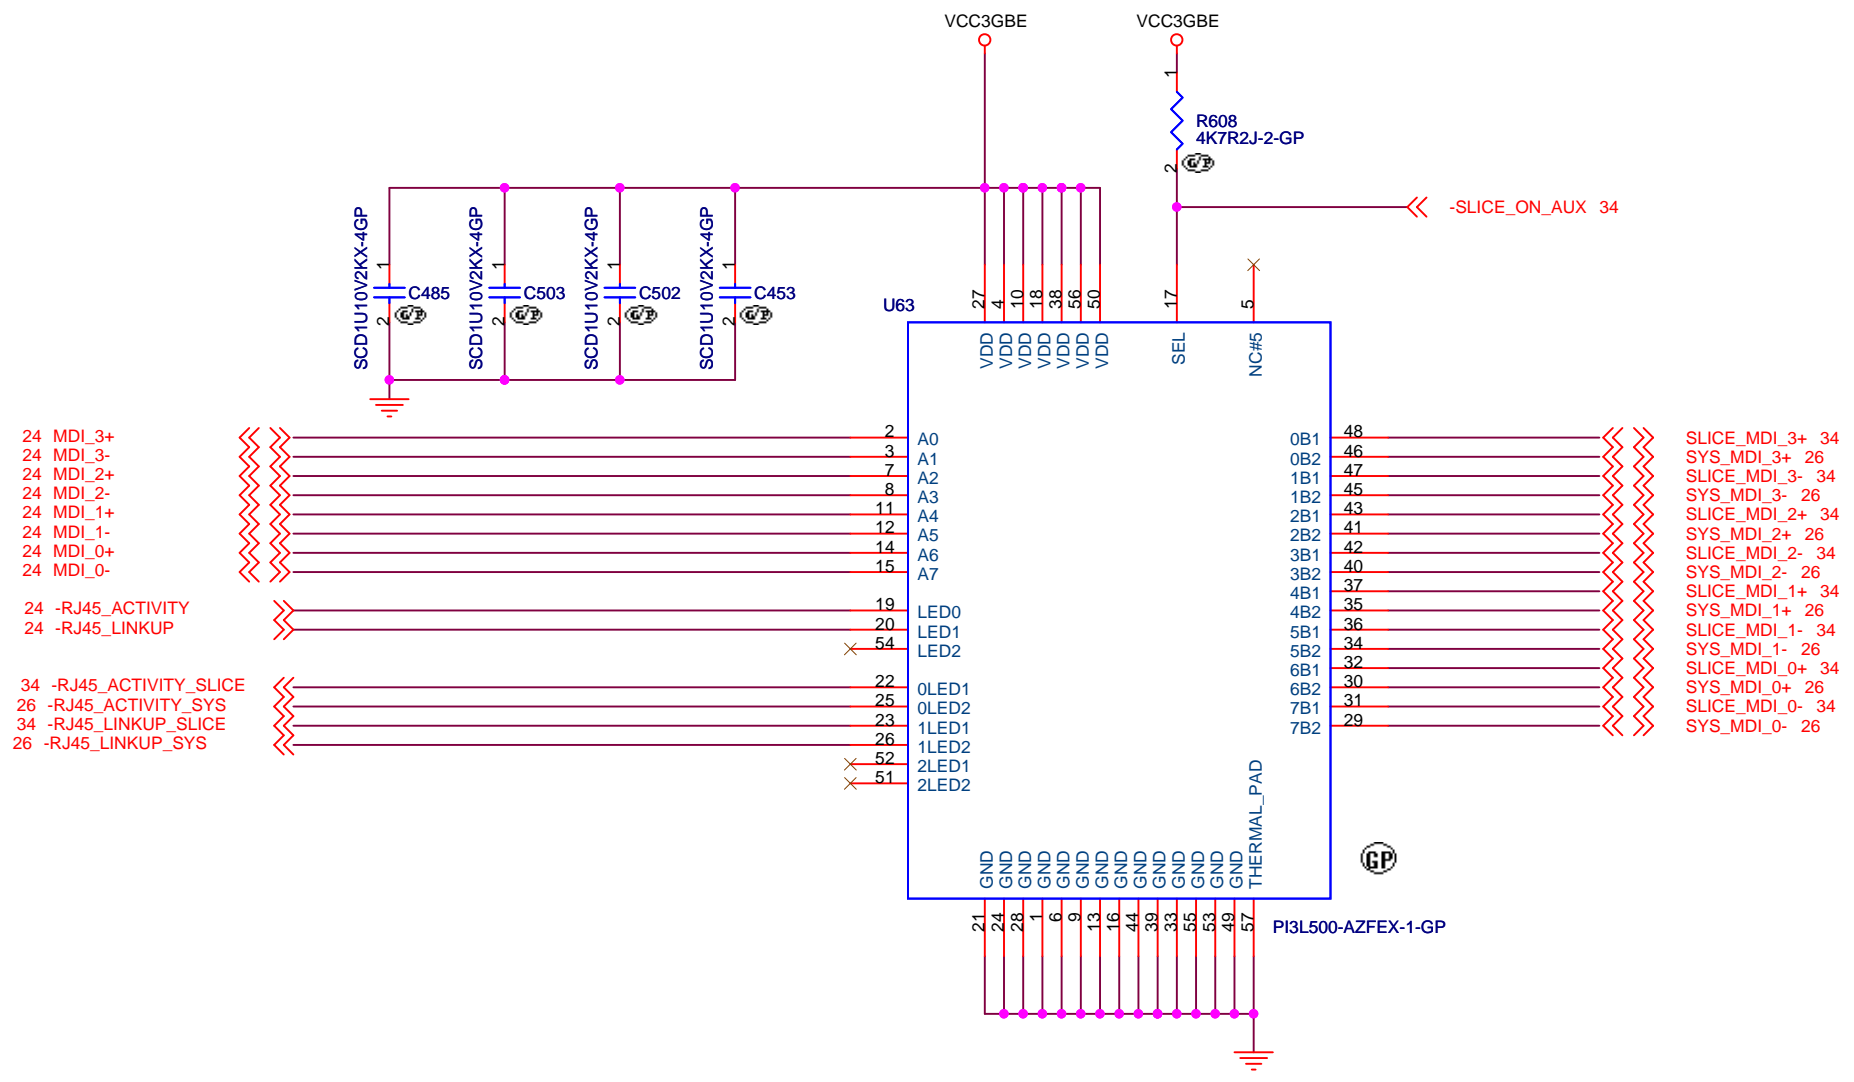 VCC3GBE
VCC3GBE
1
R608
4K7R2J-2-GP
2
G/P
-SLICE_ON_AUX 34
SCD1U10V2KX-4GP
1
C485
2
G/P
SCD1U10V2KX-4GP
1
C503
2
G/P
SCD1U10V2KX-4GP
1
C502
2
G/P
SCD1U10V2KX-4GP
1
C453
2
G/P
U63
27 4 10 18 38 56 50 17 5
VDD VDD VDD VDD VDD VDD VDD SEL NC#5
24 MDI_3+ 2 A0
24 MDI_3- 3 A1
24 MDI_2+ 7 A2
24 MDI_2- 8 A3
24 MDI_1+ 11 A4
24 MDI_1- 12 A5
24 MDI_0+ 14 A6
24 MDI_0- 15 A7
24 -RJ45_ACTIVITY 19 LED0
24 -RJ45_LINKUP 20 LED1
54 LED2
34 -RJ45_ACTIVITY_SLICE 22 0LED1
26 -RJ45_ACTIVITY_SYS 25 0LED2
34 -RJ45_LINKUP_SLICE 23 1LED1
26 -RJ45_LINKUP_SYS 26 1LED2
52 2LED1
51 2LED2
0B1 48 SLICE_MDI_3+ 34
0B2 46 SYS_MDI_3+ 26
1B1 47 SLICE_MDI_3- 34
1B2 45 SYS_MDI_3- 26
2B1 43 SLICE_MDI_2+ 34
2B2 41 SYS_MDI_2+ 26
3B1 42 SLICE_MDI_2- 34
3B2 40 SYS_MDI_2- 26
4B1 37 SLICE_MDI_1+ 34
4B2 35 SYS_MDI_1+ 26
5B1 36 SLICE_MDI_1- 34
5B2 34 SYS_MDI_1- 26
6B1 32 SLICE_MDI_0+ 34
6B2 30 SYS_MDI_0+ 26
7B1 31 SLICE_MDI_0- 34
7B2 29 SYS_MDI_0- 26
GND GND GND GND GND GND GND GND GND GND GND GND GND GND THERMAL_PAD
21 24 28 1 6 9 13 16 44 39 33 55 53 49 57
GP
PI3L500-AZFEX-1-GP